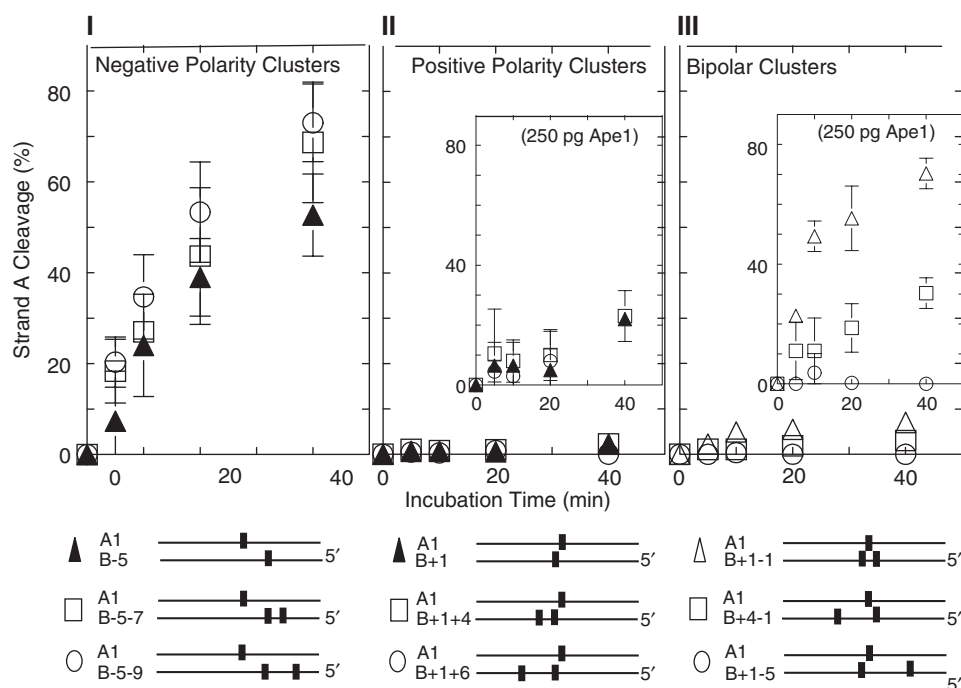 I II III
Negative Polarity Clusters
Positive Polarity Clusters
Bipolar Clusters
(250 pg Ape1)
(250 pg Ape1)
Strand A Cleavage (%)
80
60
40
20
0
80
40
0
0 20 40
80
40
0
0 20 40
0 20 40
0 20 40
0 20 40
Incubation Time (min)
A1
B-5 5′
A1
B-5-7 5′
A1
B-5-9 5′
A1
B+1 5′
A1
B+1+4 5′
A1
B+1+6 5′
A1
B+1-1 5′
A1
B+4-1 5′
A1
B+1-5 5′